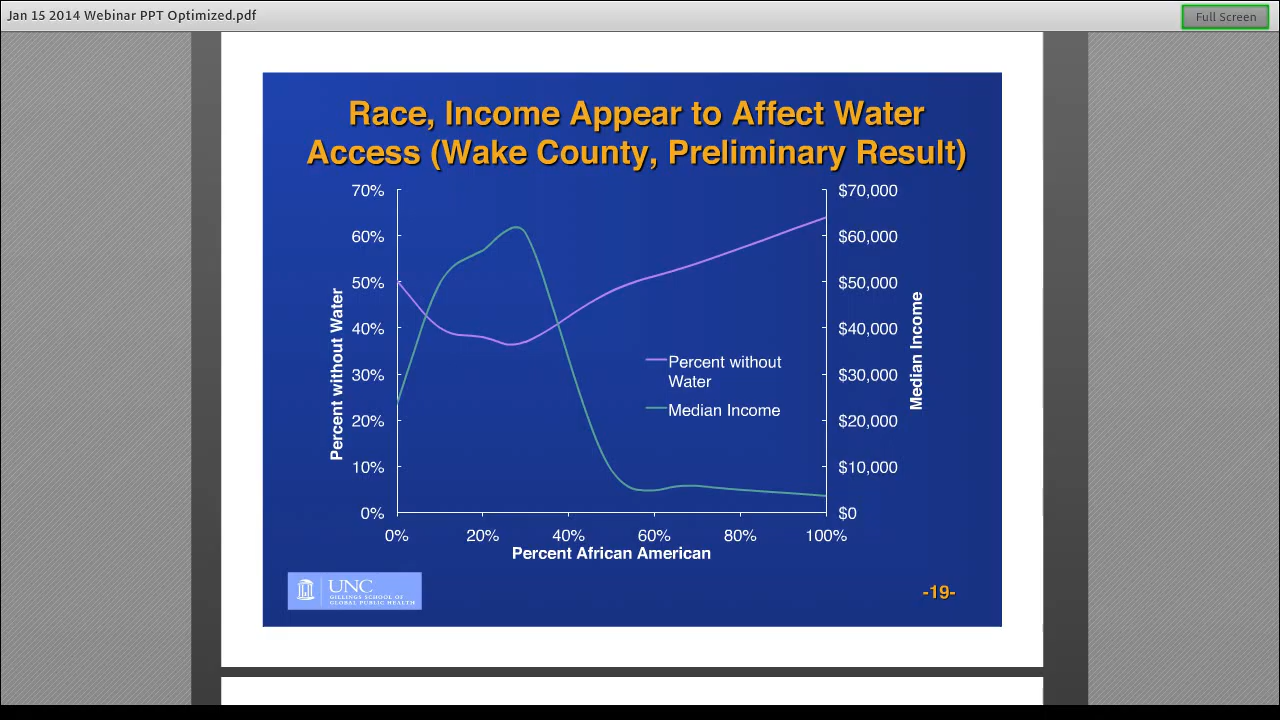 Jan 15 2014 Webinar PPT Optimized.pdf
Full Screen
Race, Income Appear to Affect Water
Access (Wake County, Preliminary Result)
70%
60%
50%
40%
30%
20%
10%
0%
Percent without Water
$70,000
$60,000
$50,000
$40,000
$30,000
$20,000
$10,000
$0
Median Income
Percent without
Water
Median Income
0% 20% 40% 60% 80% 100%
Percent African American
UNC
GILLINGS SCHOOL OF
GLOBAL PUBLIC HEALTH
-19-